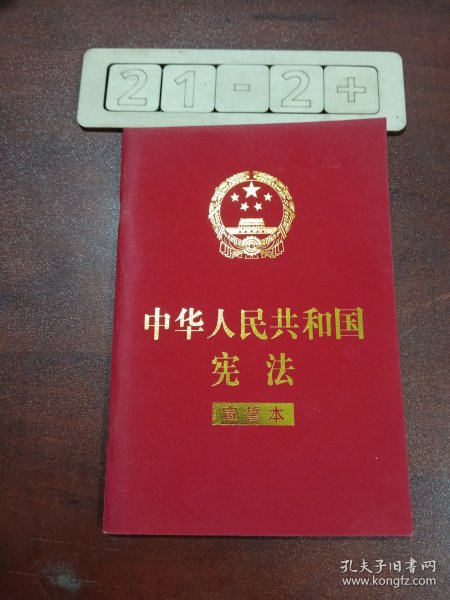 21-2+
中华人民共和国
宪法
宣誓本
孔夫子旧书网
www.kongfz.com